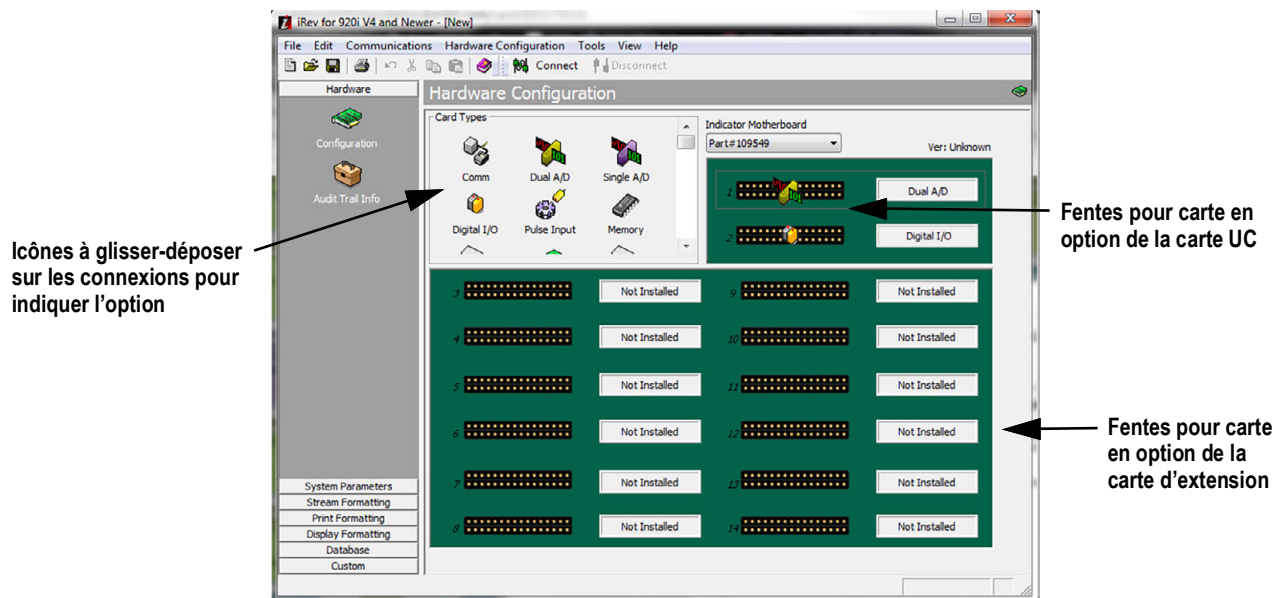 iRev for 920i V4 and Newer - [New]
File Edit Communications Hardware Configuration Tools View Help
Connect Disconnect
Hardware
Configuration
Audit Trail Info
System Parameters
Stream Formatting
Print Formatting
Display Formatting
Database
Custom
Hardware Configuration
Card Types
Comm Dual A/D Single A/D
Digital I/O Pulse Input Memory
Indicator Motherboard
Part#109549
Ver: Unknown
1 Dual A/D
2 Digital I/O
3 Not Installed 9 Not Installed
4 Not Installed 10 Not Installed
5 Not Installed 11 Not Installed
6 Not Installed 12 Not Installed
7 Not Installed 13 Not Installed
8 Not Installed 14 Not Installed
Icônes à glisser-déposer
sur les connexions pour
indiquer l'option
Fentes pour carte en
option de la carte UC
Fentes pour carte
en option de la
carte d'extension